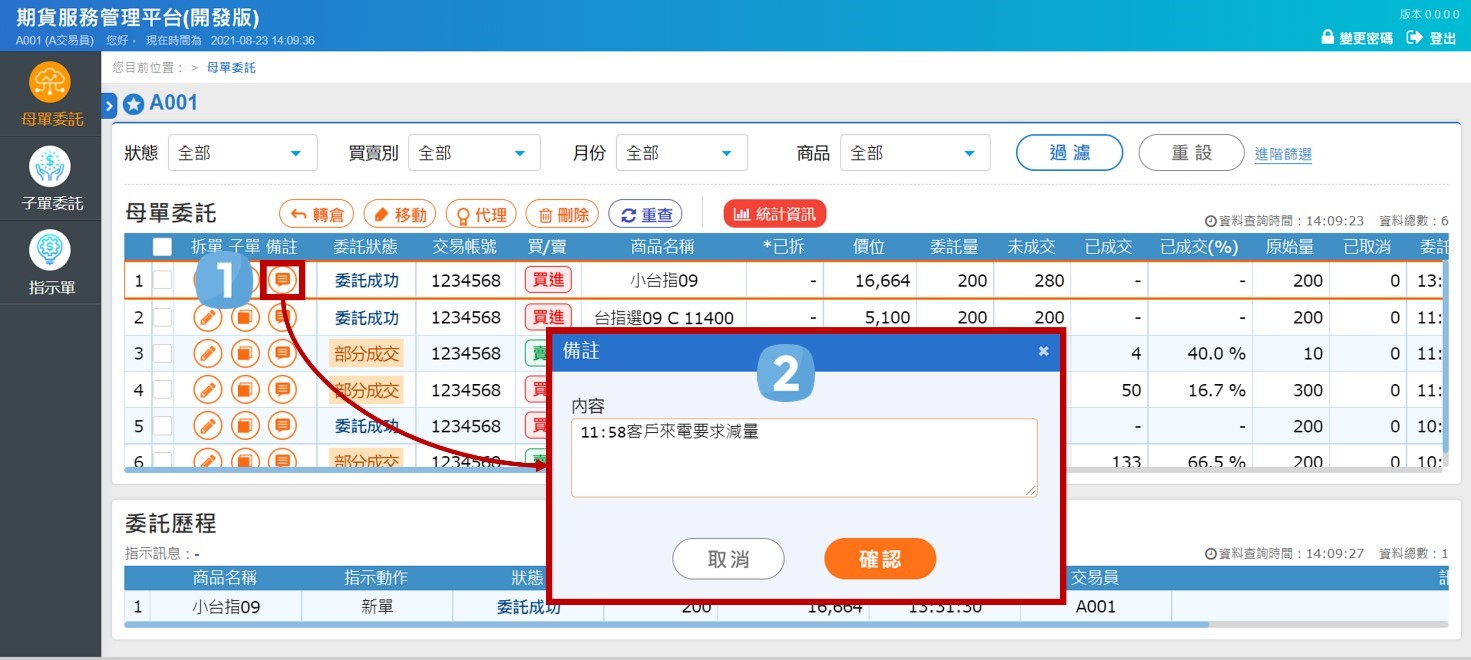 期貨服務管理平台(開發版)
版本 0.0.0.0
A001 (A交易員) 您好， 現在時間為 2021-08-23 14:09:36
變更密碼 登出
您目前位置： > 母單委託
母單委託
子單委託
指示單
A001
狀態 全部 買賣別 全部 月份 全部 商品 全部 過濾 重設 進階篩選
母單委託 轉倉 移動 代理 刪除 重查 統計資訊
資料查詢時間：14:09:23 資料總數：6
拆單 子單 備註 委託狀態 交易帳號 買/賣 商品名稱 *已拆 價位 委託量 未成交 已成交 已成交(%) 原始量 已取消 委託
1 委託成功 1234568 買進 小台指09 - 16,664 200 280 - - 200 0 13:
2 委託成功 1234568 買進 台指選09 C 11400 - 5,100 200 200 - - 200 0 11:
3 部分成交 1234568 賣 4 40.0 % 10 0 11:
4 部分成交 1234568 買 50 16.7 % 300 0 11:
5 委託成功 1234568 買 - - 200 0 10:
6 部分成交 1234568 賣 133 66.5 % 200 0 10:
1
2
備註 ×
內容
11:58客戶來電要求減量
取消 確認
委託歷程
指示訊息：-
資料查詢時間：14:09:27 資料總數：1
商品名稱 指示動作 狀態 交易員
1 小台指09 新單 委託成功 200 16,664 13:31:30 A001